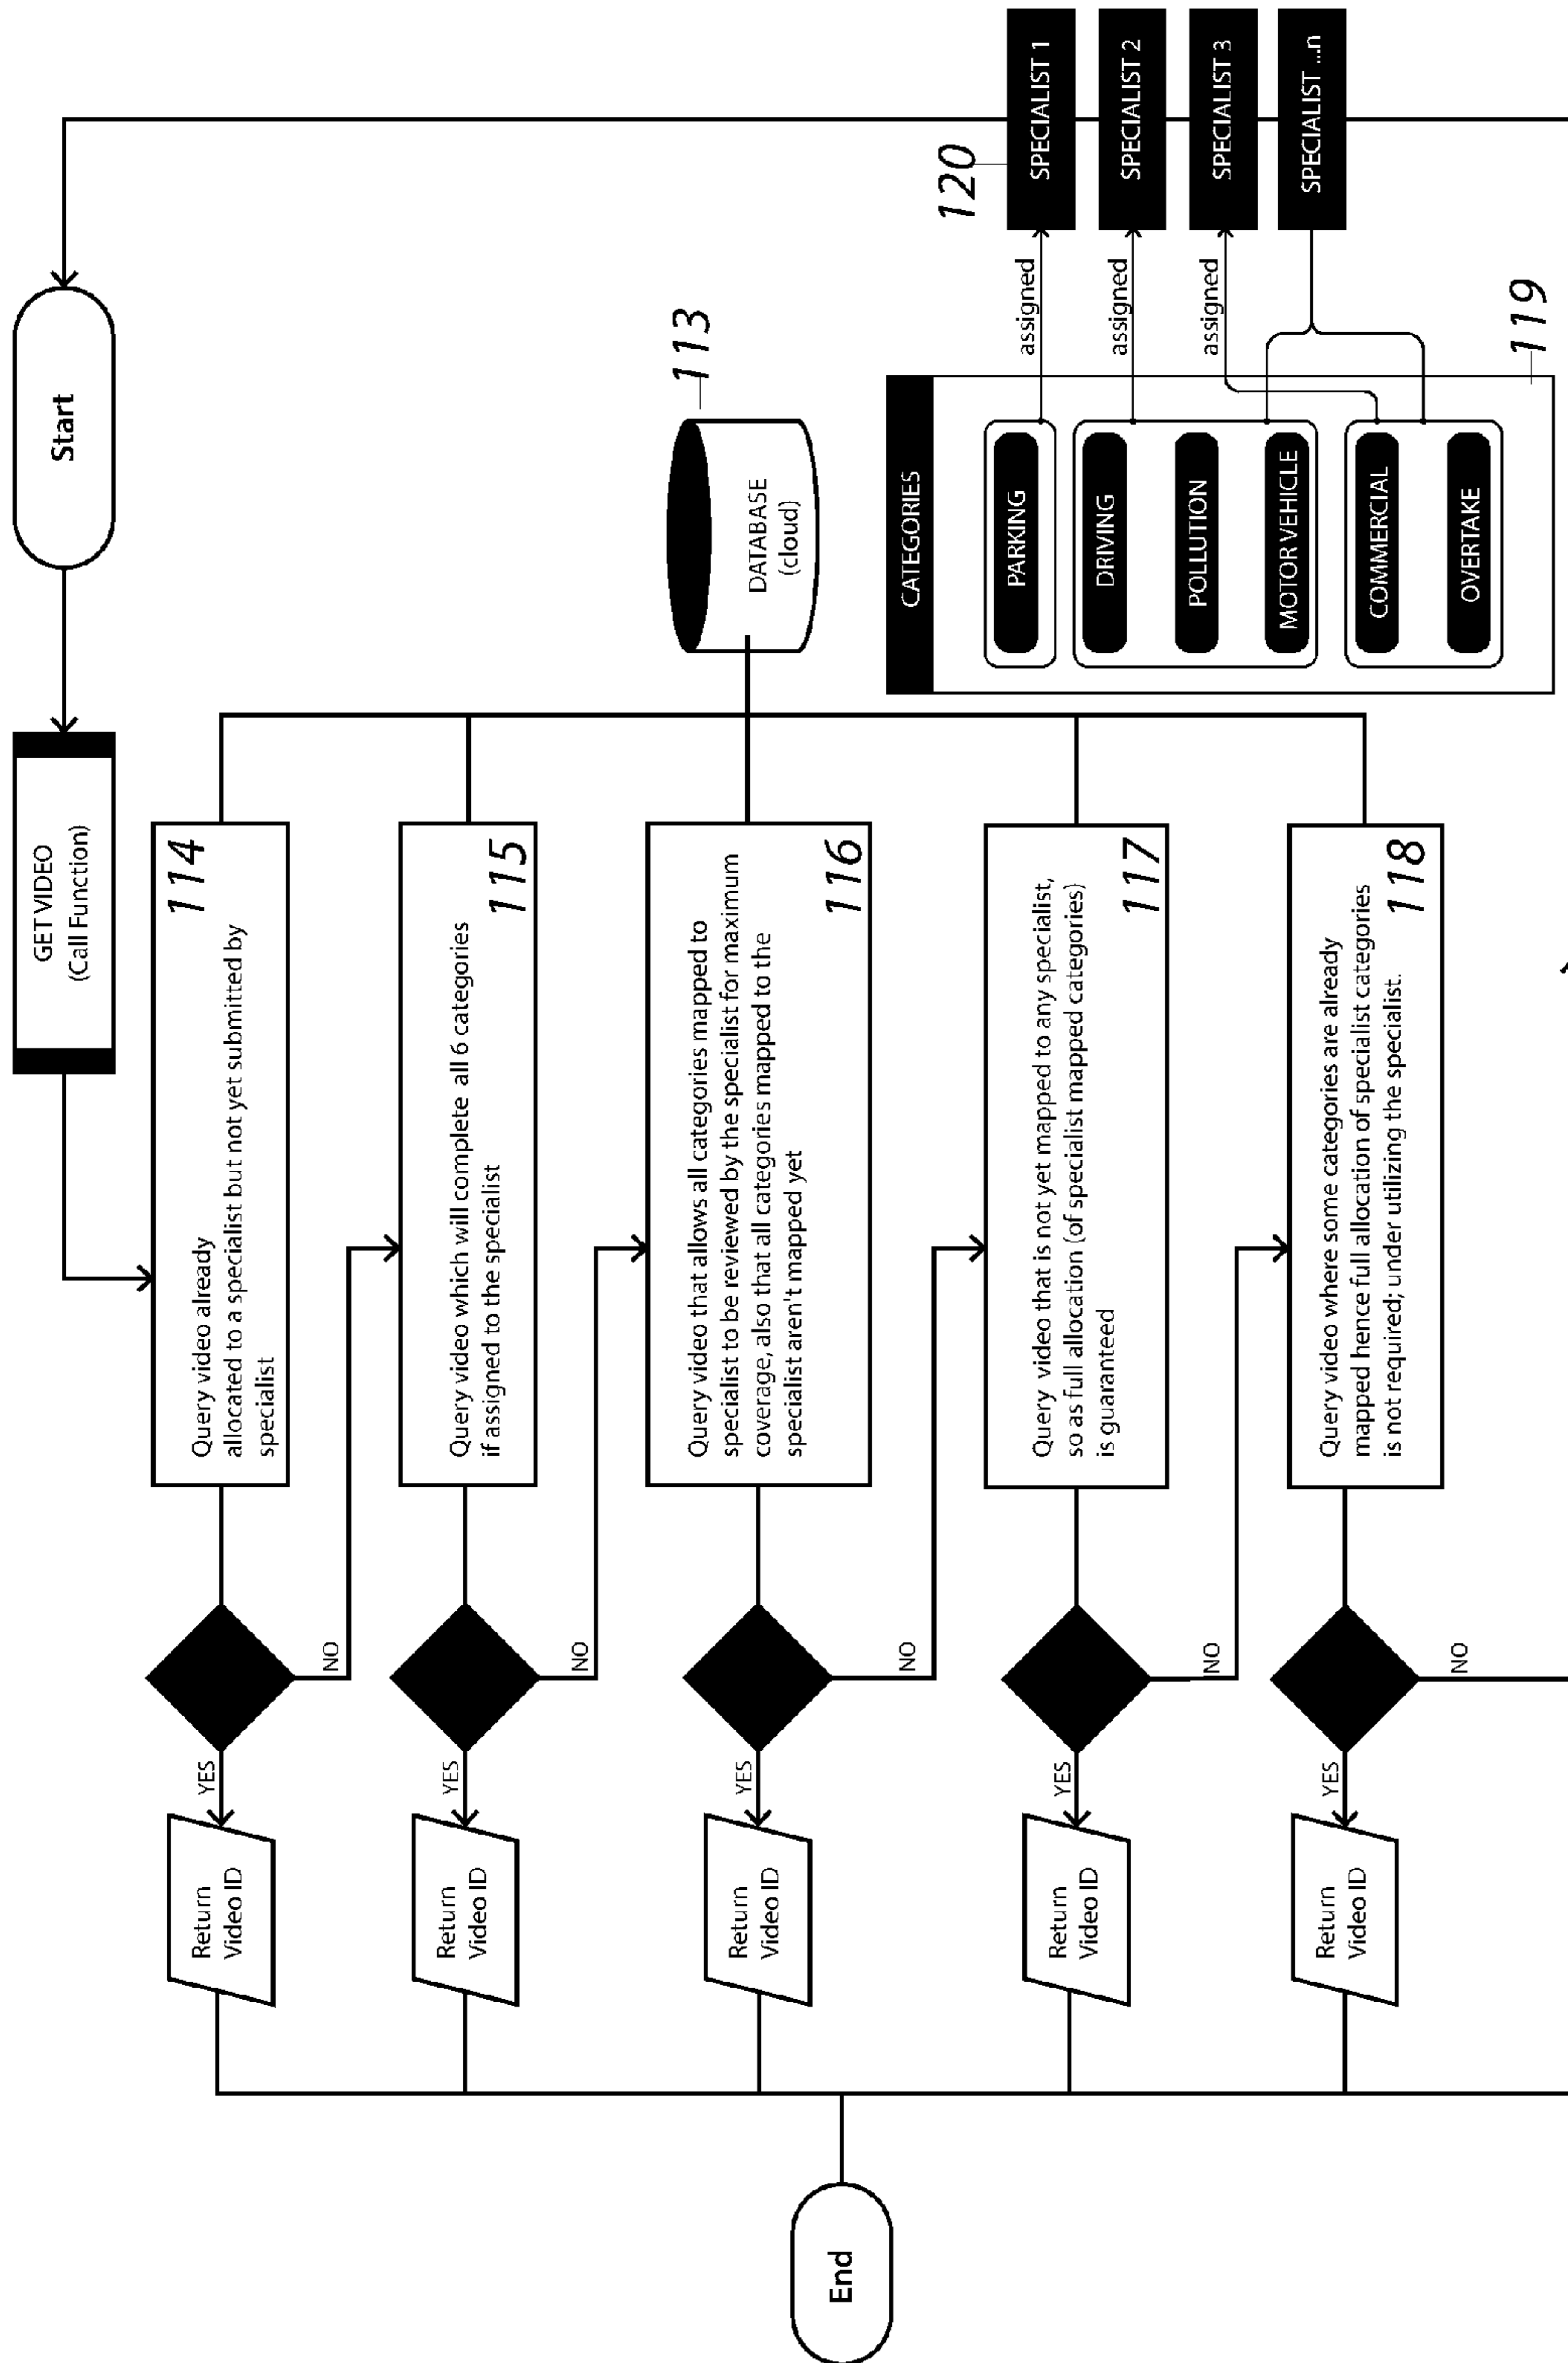 Start
GET VIDEO
(Call Function)
114
Query video already
allocated to a specialist but not yet submitted by
specialist
YES
NO
Return
Video ID
115
Query video which will complete all 6 categories
if assigned to the specialist
YES
NO
Return
Video ID
116
Query video that allows all categories mapped to
specialist to be reviewed by the specialist for maximum
coverage, also that all categories mapped to the
specialist aren't mapped yet
YES
NO
Return
Video ID
117
Query video that is not yet mapped to any specialist,
so as full allocation (of specialist mapped categories)
is guaranteed
YES
NO
Return
Video ID
118
Query video where some categories are already
mapped hence full allocation of specialist categories
is not required; under utilizing the specialist.
YES
NO
Return
Video ID
End
113
DATABASE
(cloud)
CATEGORIES
PARKING
DRIVING
POLLUTION
MOTOR VEHICLE
COMMERCIAL
OVERTAKE
119
assigned
assigned
assigned
120
SPECIALIST 1
SPECIALIST 2
SPECIALIST 3
SPECIALIST ...n